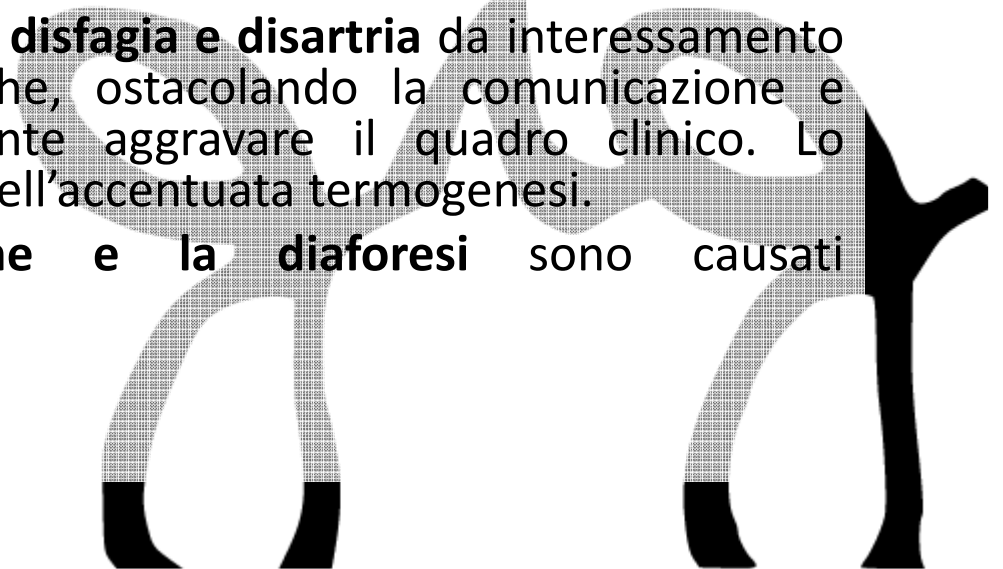 disfagia e disartria da interessamento
he, ostacolando la comunicazione e
nte aggravare il quadro clinico. Lo
ell’accentuata termogenesi.
ne e la diaforesi sono causati